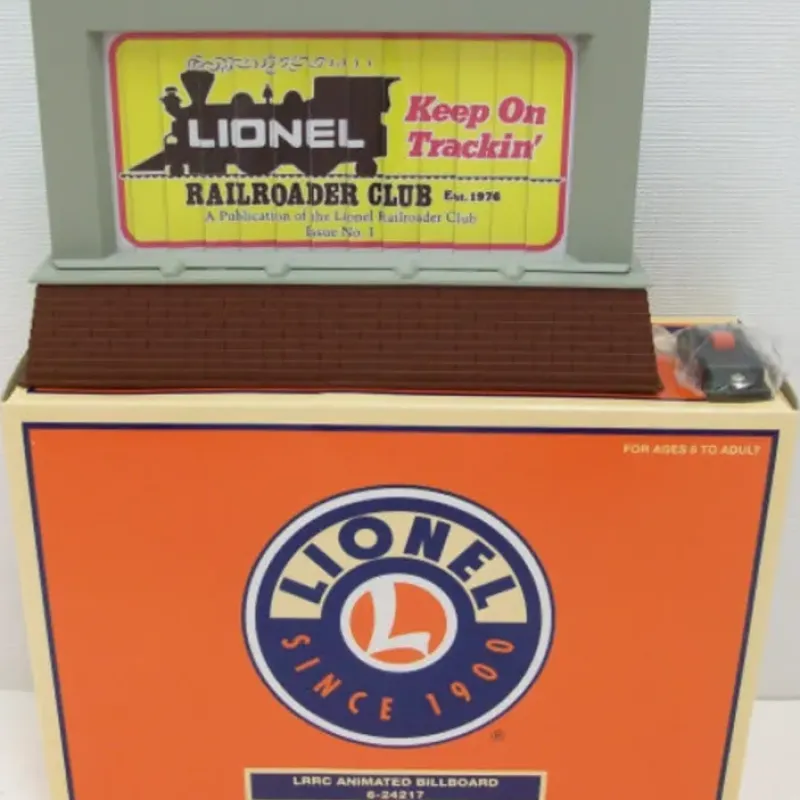 LIONEL
Keep On
Trackin'
RAILROADER CLUB Est. 1976
A Publication of the Lionel Railroader Club
Issue No. 1
FOR AGES 8 TO ADULT
LIONEL
L
SINCE 1900
®
LRRC ANIMATED BILLBOARD
6-24217